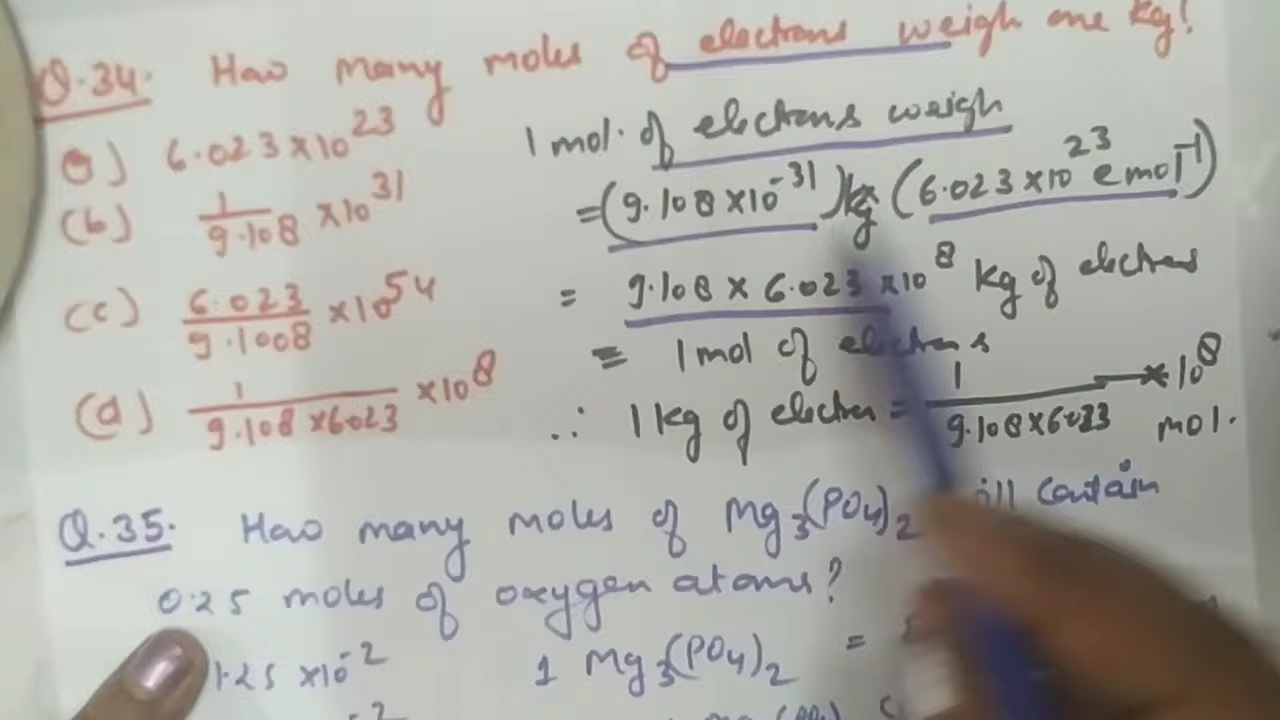 Q.34. How many moles of electrons weigh one kg?
a) 6.023×10^23
(b) 1/9.108 ×10^31
(c) 6.023/9.1008 ×10^54
(d) 1/9.108×6.023 ×10^8
1 mol. of electrons weigh
=(9.108×10^-31)kg (6.023×10^23 e mol^-1)
= 9.108 × 6.023×10^8 kg of electrons
≡ 1 mol of electrons
∴ 1 kg of electron = 1/9.108×6.023 ×10^8 mol.
Q.35. How many moles of Mg3(PO4)2 will contain
0.25 moles of oxygen atoms?
1.25 ×10^-2
1 Mg3(PO4)2 =